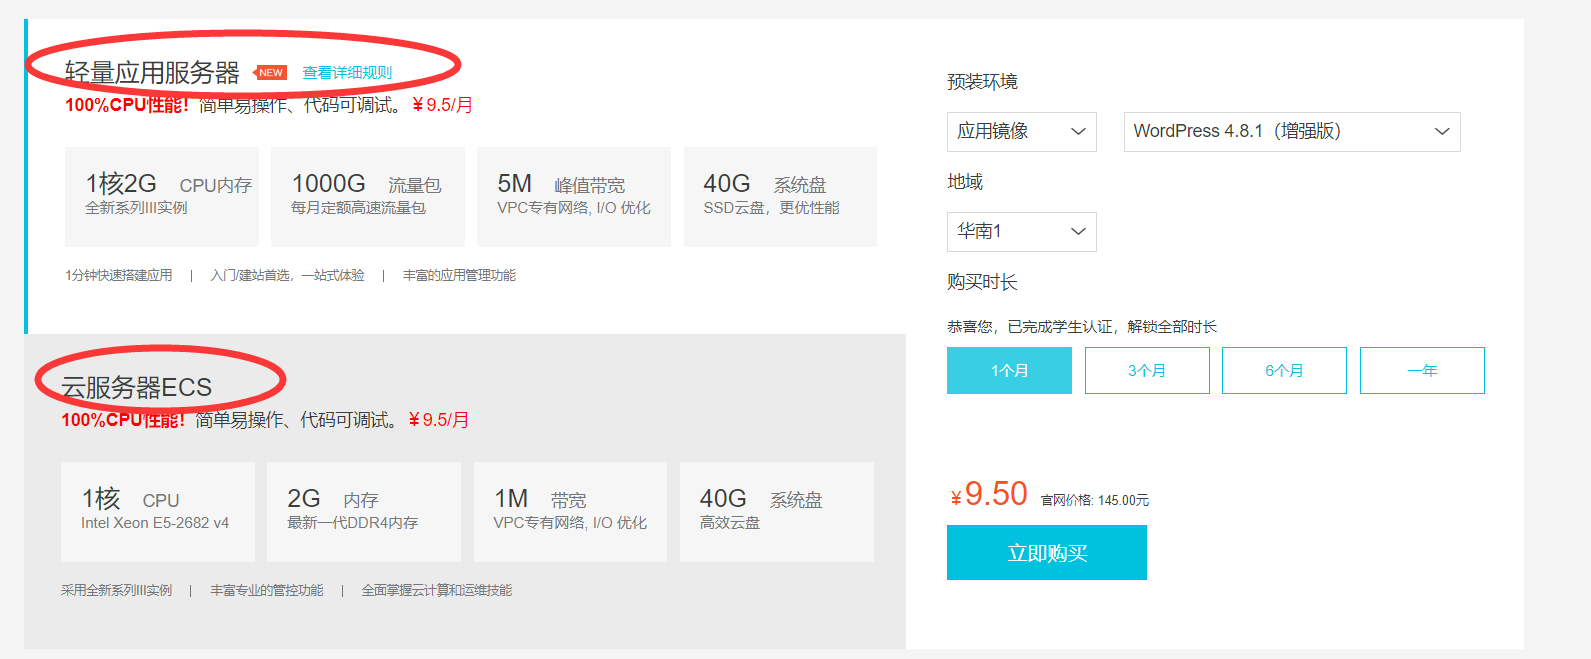 轻量应用服务器 NEW 查看详细规则
100%CPU性能！简单易操作、代码可调试。￥9.5/月
1核2G CPU内存
全新系列III实例
1000G 流量包
每月定额高速流量包
5M 峰值带宽
VPC专有网络, I/O 优化
40G 系统盘
SSD云盘，更优性能
1分钟快速搭建应用 | 入门/建站首选，一站式体验 | 丰富的应用管理功能
云服务器ECS
100%CPU性能！简单易操作、代码可调试。￥9.5/月
1核 CPU
Intel Xeon E5-2682 v4
2G 内存
最新一代DDR4内存
1M 带宽
VPC专有网络, I/O 优化
40G 系统盘
高效云盘
采用全新系列III实例 | 丰富专业的管控功能 | 全面掌握云计算和运维技能
预装环境
应用镜像 WordPress 4.8.1（增强版）
地域
华南1
购买时长
恭喜您，已完成学生认证，解锁全部时长
1个月 3个月 6个月 一年
￥9.50 官网价格: 145.00元
立即购买